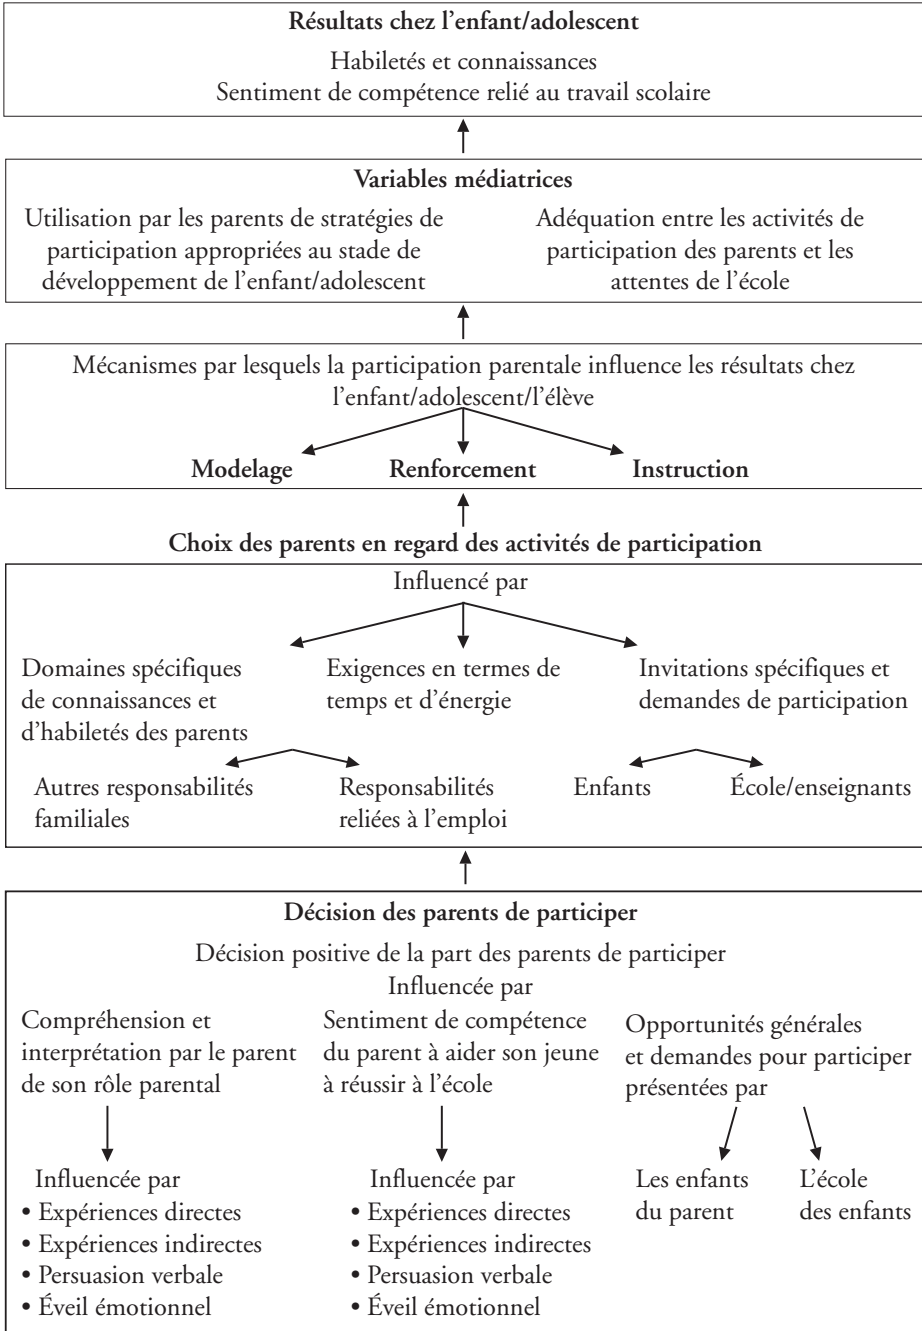 Résultats chez l'enfant/adolescent
Habiletés et connaissances
Sentiment de compétence relié au travail scolaire
Variables médiatrices
Utilisation par les parents de stratégies de
participation appropriées au stade de
développement de l'enfant/adolescent
Adéquation entre les activités de
participation des parents et les
attentes de l'école
Mécanismes par lesquels la participation parentale influence les résultats chez
l'enfant/adolescent/l'élève
Modelage
Renforcement
Instruction
Choix des parents en regard des activités de participation
Influencé par
Domaines spécifiques
de connaissances et
d'habiletés des parents
Exigences en termes de
temps et d'énergie
Invitations spécifiques et
demandes de participation
Autres responsabilités
familiales
Responsabilités
reliées à l'emploi
Enfants
École/enseignants
Décision des parents de participer
Décision positive de la part des parents de participer
Influencée par
Compréhension et
interprétation par le parent
de son rôle parental
Sentiment de compétence
du parent à aider son jeune
à réussir à l'école
Opportunités générales
et demandes pour participer
présentées par
Influencée par
• Expériences directes
• Expériences indirectes
• Persuasion verbale
• Éveil émotionnel
Influencée par
• Expériences directes
• Expériences indirectes
• Persuasion verbale
• Éveil émotionnel
Les enfants
du parent
L'école
des enfants